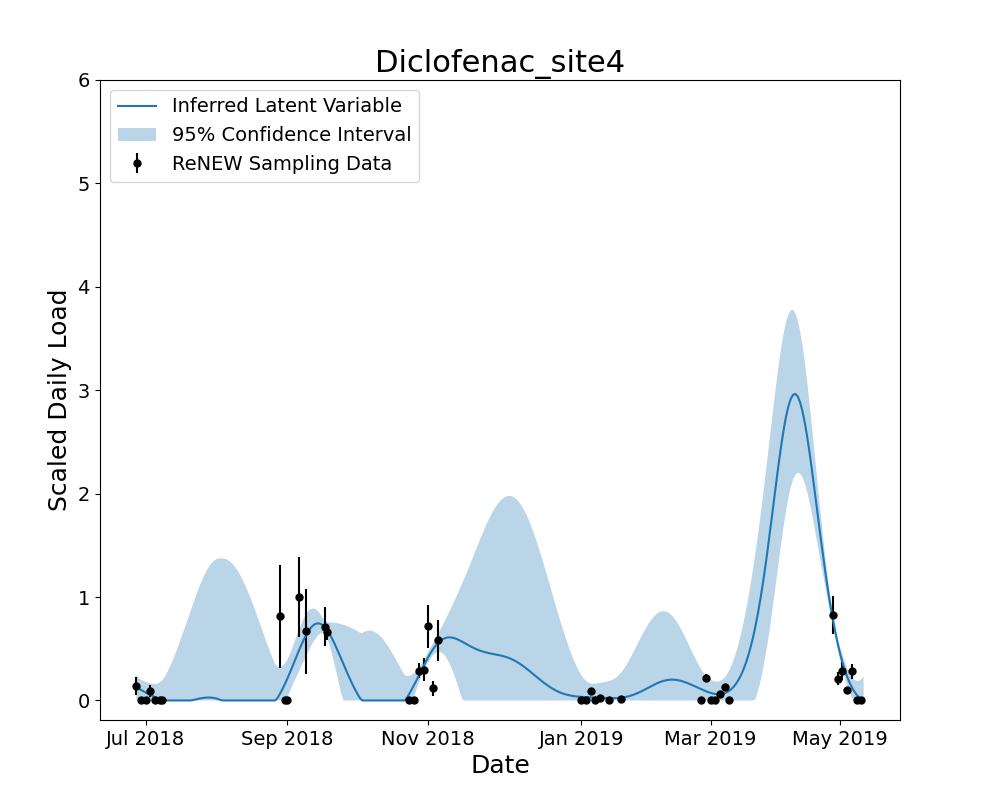 Diclofenac_site4
6
5
4
3
2
1
0
Scaled Daily Load
Inferred Latent Variable
95% Confidence Interval
ReNEW Sampling Data
Jul 2018 Sep 2018 Nov 2018 Jan 2019 Mar 2019 May 2019
Date